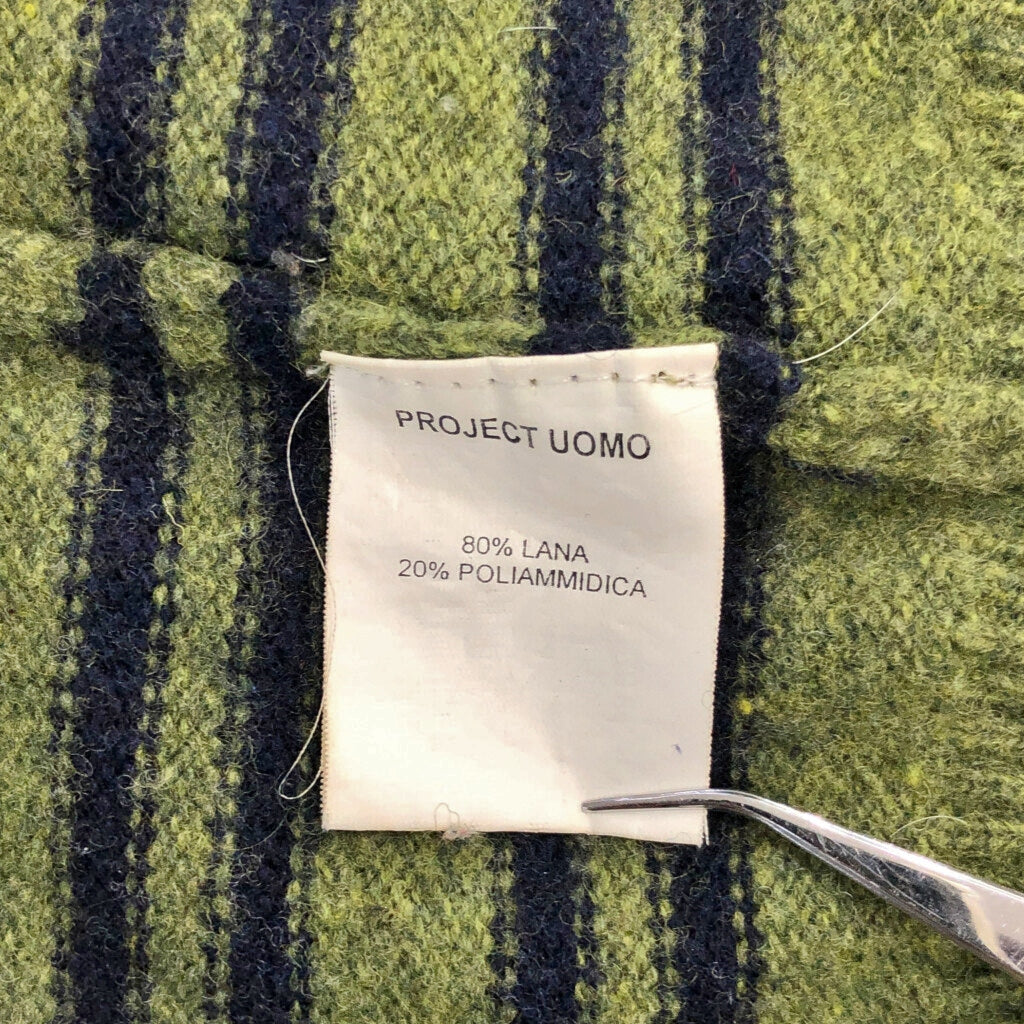 PROJECT UOMO
80% LANA
20% POLIAMMIDICA